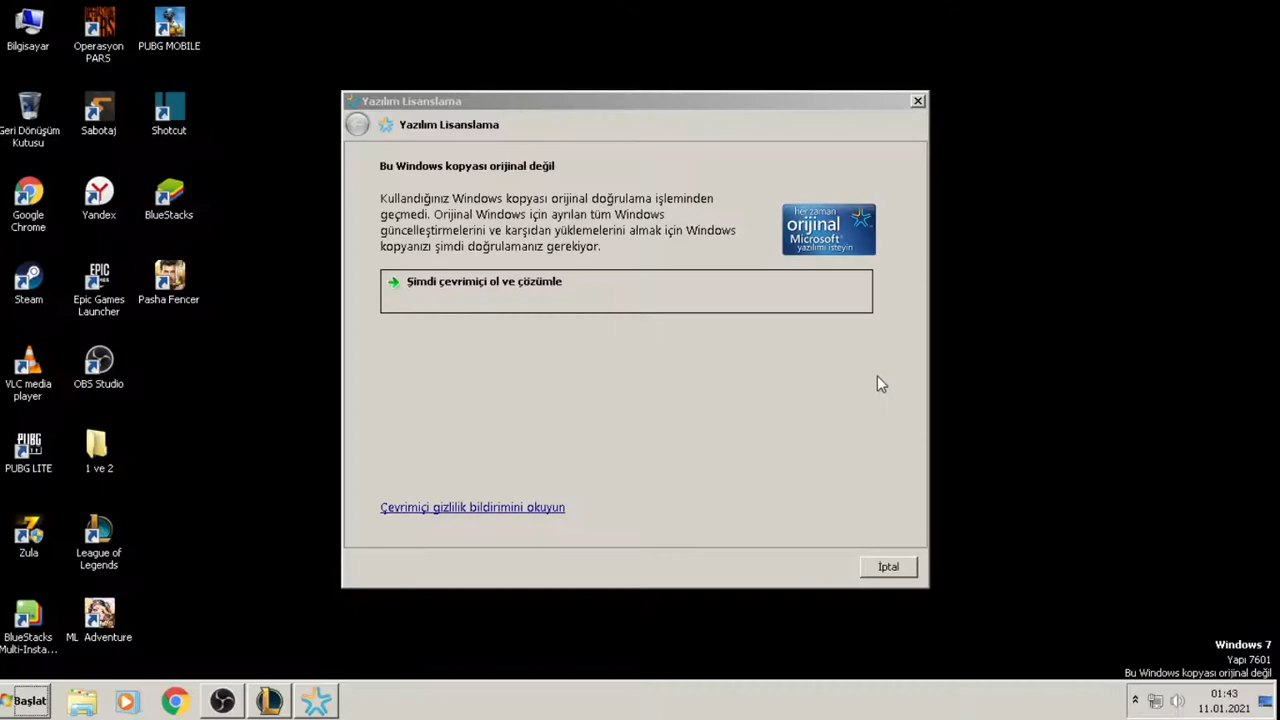 Bilgisayar
Operasyon
PARS
PUBG MOBILE
Geri Dönüşüm
Kutusu
Sabotaj
Shotcut
Google
Chrome
Yandex
BlueStacks
Steam
EPIC
GAMES
Epic Games
Launcher
Pasha Fencer
VLC media
player
OBS Studio
PUBG
PUBG LITE
1 ve 2
Zula
League of
Legends
BlueStacks
Multi-Insta...
ML Adventure
Yazılım Lisanslama
Yazılım Lisanslama
Bu Windows kopyası orijinal değil
Kullandığınız Windows kopyası orijinal doğrulama işleminden
geçmedi. Orijinal Windows için ayrılan tüm Windows
güncelleştirmelerini ve karşıdan yüklemelerini almak için Windows
kopyanızı şimdi doğrulamanız gerekiyor.
her zaman
orijinal
Microsoft
yazılımı isteyin
Şimdi çevrimiçi ol ve çözümle
Çevrimiçi gizlilik bildirimini okuyun
İptal
Windows 7
Yapı 7601
Bu Windows kopyası orijinal değil
Başlat
01:43
11.01.2021